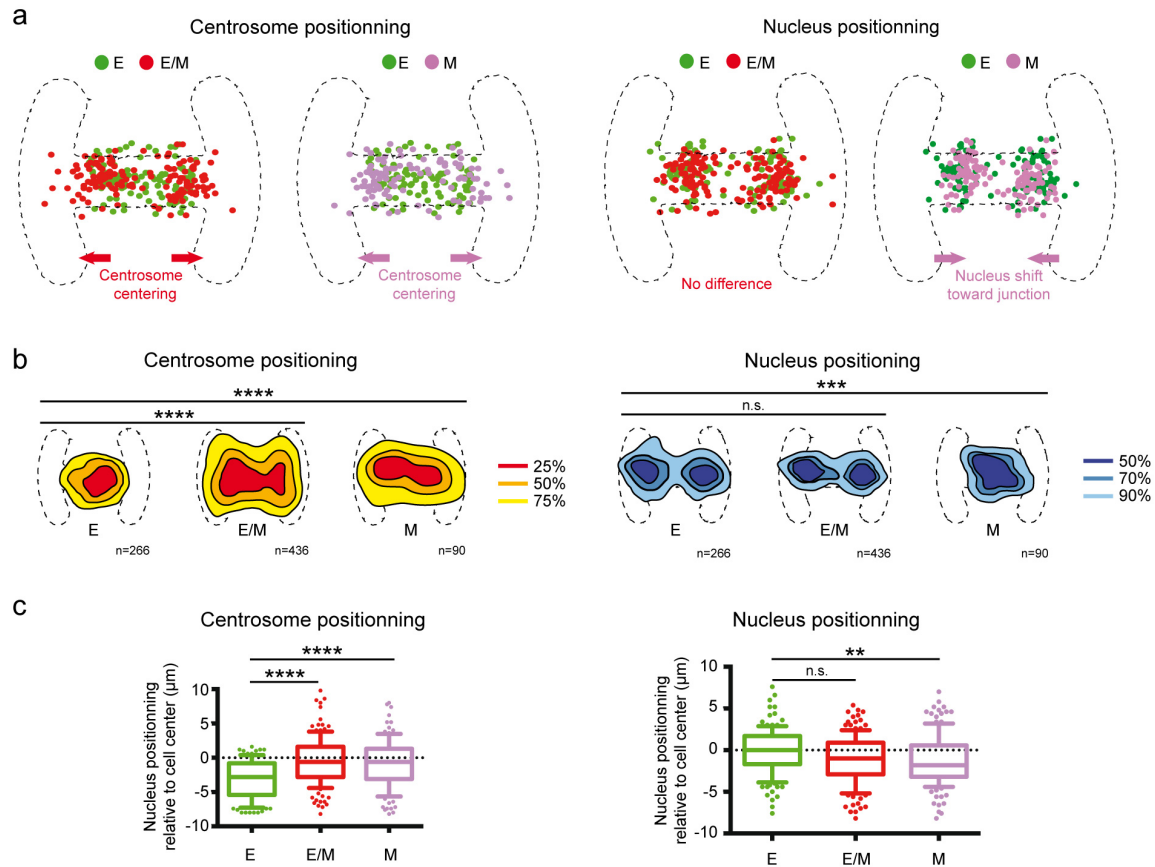 a
Centrosome positionning
Nucleus positionning
E E/M
E M
E E/M
E M
Centrosome
centering
Centrosome
centering
No difference
Nucleus shift
toward junction
b
Centrosome positioning
Nucleus positioning
****
****
***
n.s.
25%
50%
75%
50%
70%
90%
E
E/M
M
E
E/M
M
n=266
n=436
n=90
n=266
n=436
n=90
c
Centrosome positionning
Nucleus positionning
Nucleus positionning
relative to cell center (µm)
10
5
0
-5
-10
****
****
E
E/M
M
Nucleus positionning
relative to cell center (µm)
10
5
0
-5
-10
**
n.s.
E
E/M
M